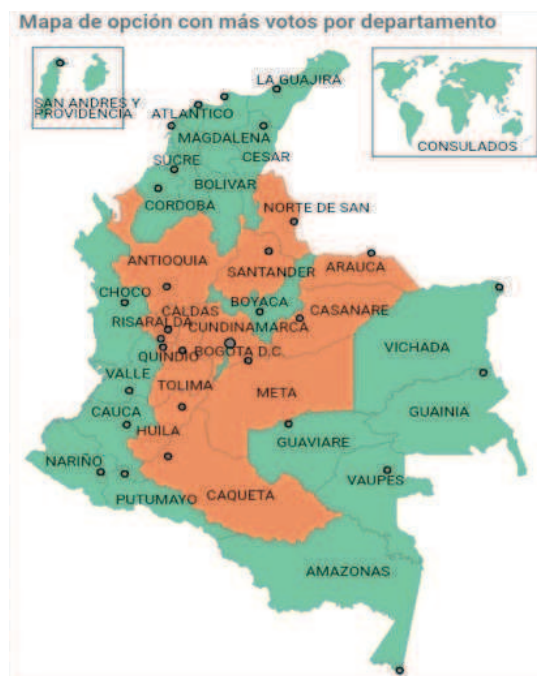 Mapa de opción con más votos por departamento
LA GUAJIRA
SAN ANDRES Y
PROVIDENCIA
ATLANTICO
MAGDALENA
CONSULADOS
CESAR
SUCRE
BOLIVAR
CORDOBA
NORTE DE SAN
ANTIOQUIA
SANTANDER
ARAUCA
CHOCO
BOYACA
CALDAS
CASANARE
RISARALDA
CUNDINAMARCA
VICHADA
QUINDIO
BOGOTA D.C.
VALLE
TOLIMA
META
CAUCA
GUAINIA
HUILA
GUAVIARE
NARIÑO
VAUPES
PUTUMAYO
CAQUETA
AMAZONAS